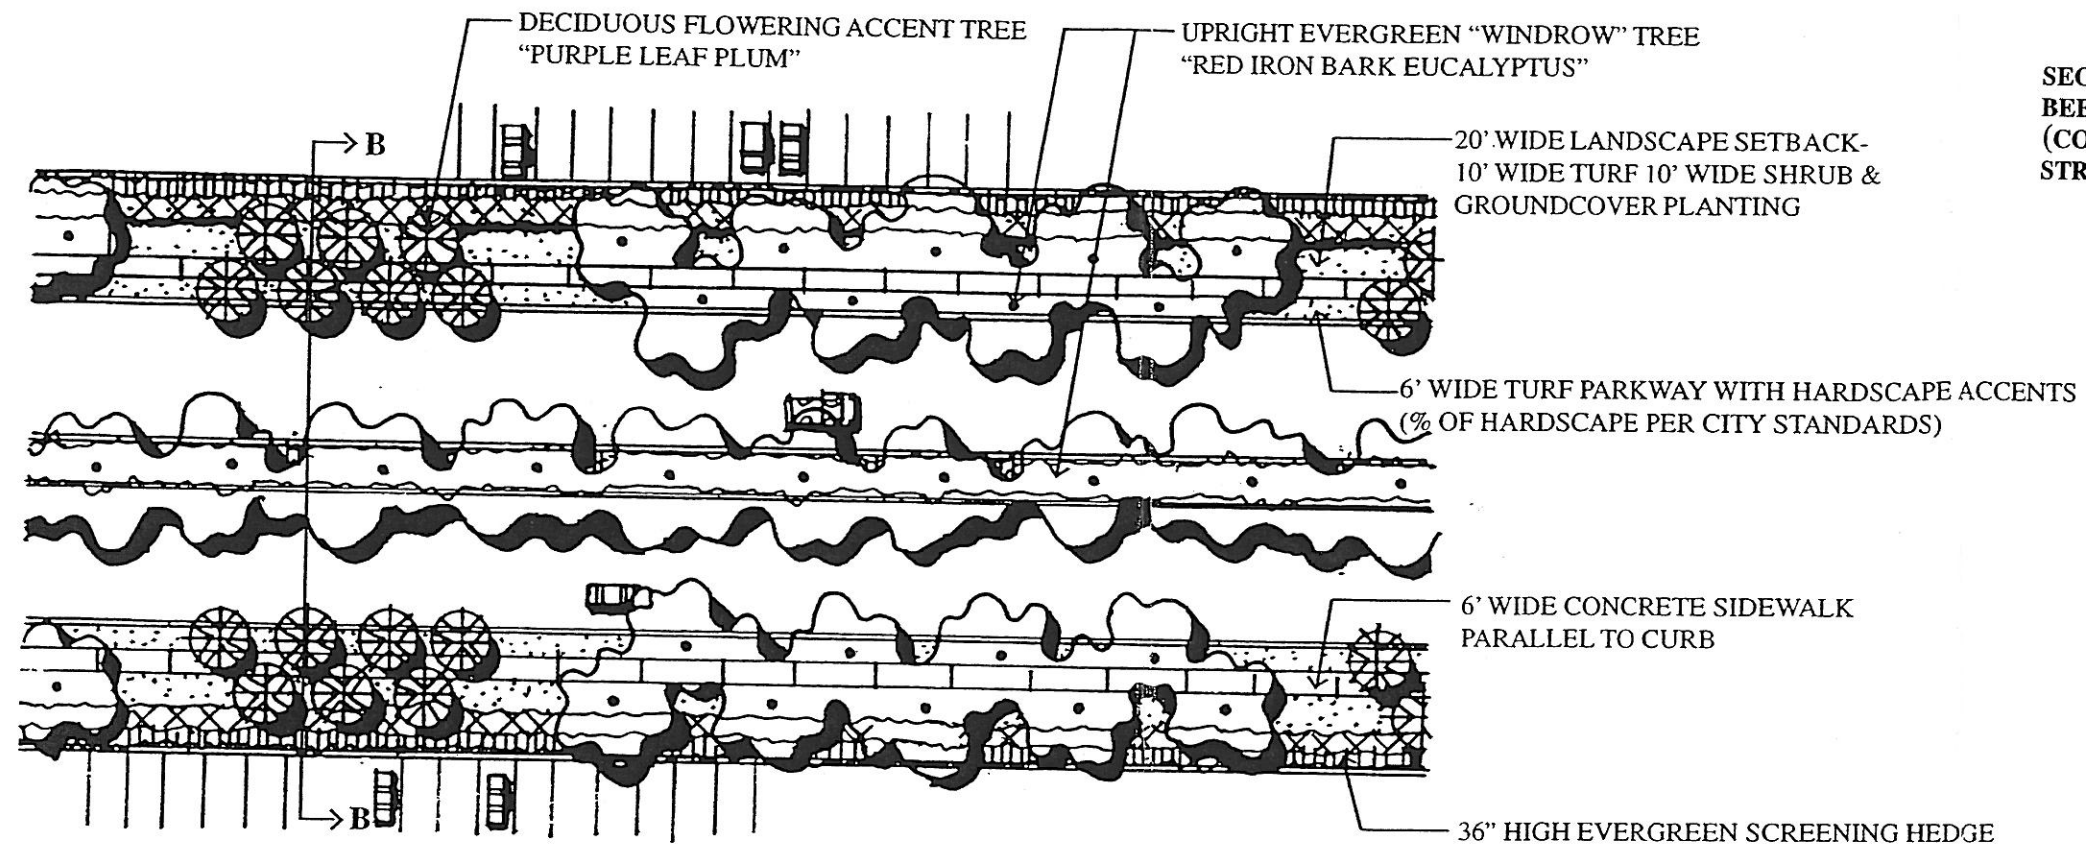 DECIDUOUS FLOWERING ACCENT TREE
“PURPLE LEAF PLUM”
UPRIGHT EVERGREEN “WINDROW” TREE
“RED IRON BARK EUCALYPTUS”
B
20' WIDE LANDSCAPE SETBACK-
10' WIDE TURF 10' WIDE SHRUB &
GROUNDCOVER PLANTING
(CO
STR
6' WIDE TURF PARKWAY WITH HARDSCAPE ACCENTS
(% OF HARDSCAPE PER CITY STANDARDS)
6' WIDE CONCRETE SIDEWALK
PARALLEL TO CURB
B
36” HIGH EVERGREEN SCREENING HEDGE